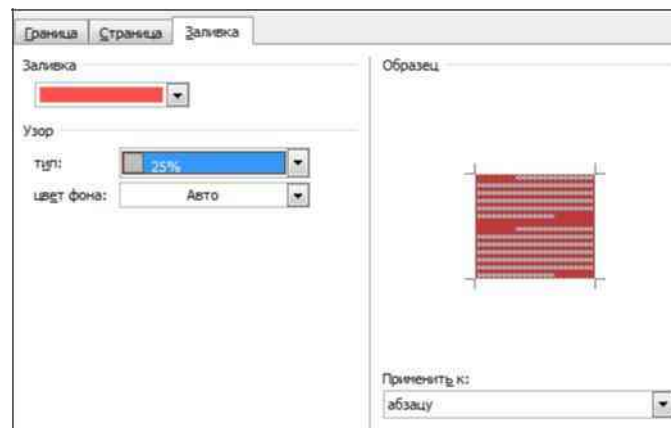 Граница Страница Заливка
Заливка
Узор
тип: 25%
цвет фона: Авто
Образец
Применить к:
абзацу